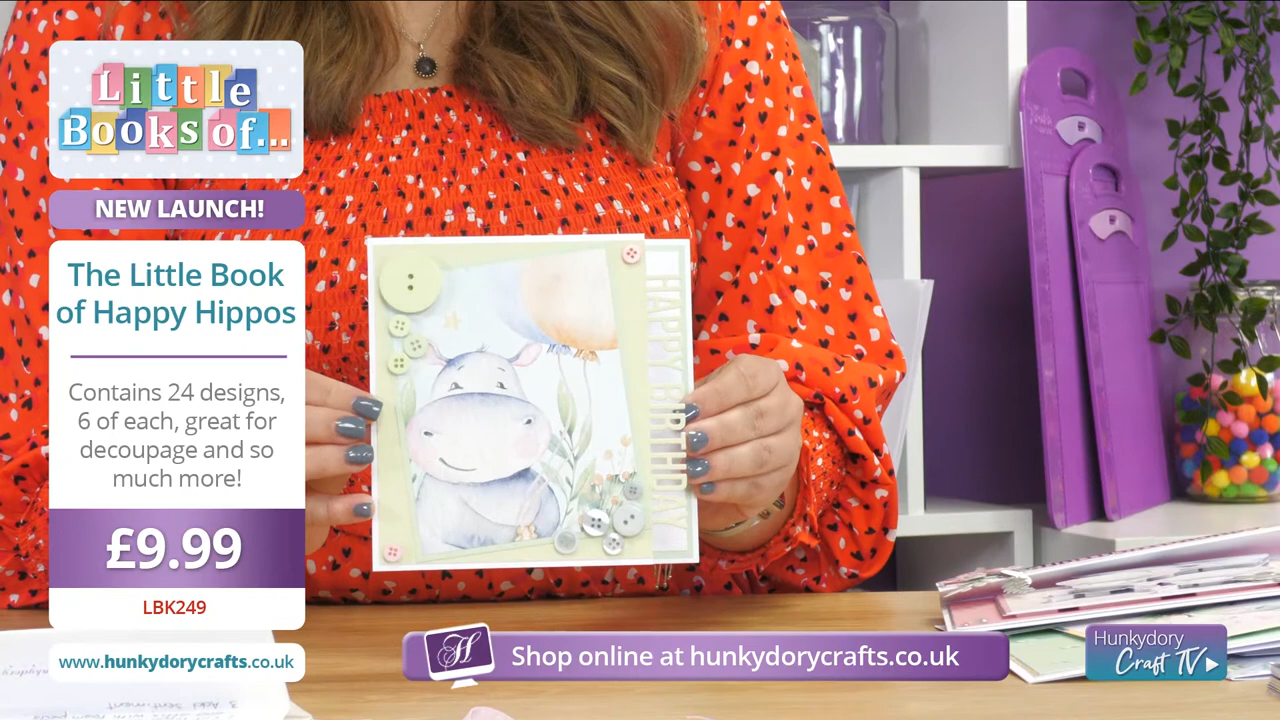 Little
Books of...
NEW LAUNCH!
The Little Book
of Happy Hippos
Contains 24 designs,
6 of each, great for
decoupage and so
much more!
£9.99
LBK249
www.hunkydorycrafts.co.uk
HAPPY BIRTHDAY
Shop online at hunkydorycrafts.co.uk
Hunkydory
Craft TV